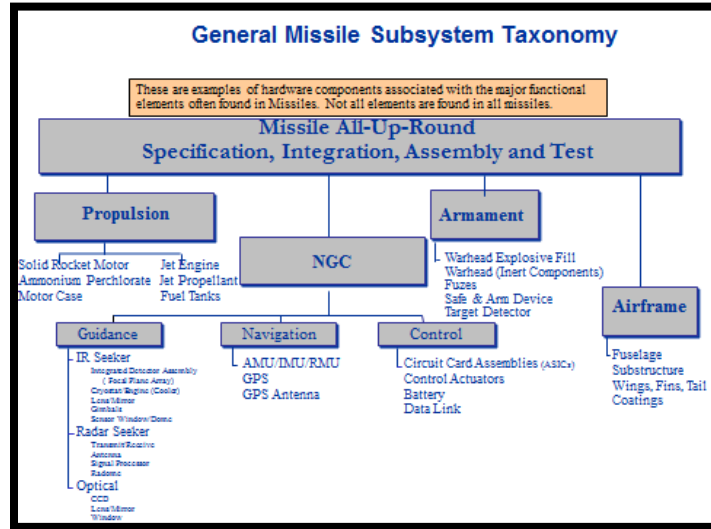 General Missile Subsystem Taxonomy
These are examples of hardware components associated with the major functional
elements often found in Missiles. Not all elements are found in all missiles.
Missile All-Up-Round
Specification, Integration, Assembly and Test
Propulsion
Solid Rocket Motor
Ammonium Perchlorate
Motor Case
Jet Engine
Jet Propellant
Fuel Tanks
NGC
Armament
Warhead Explosive Fill
Warhead (Inert Components)
Fuzes
Safe & Arm Device
Target Detector
Airframe
Fuselage
Substructure
Wings, Fins, Tail
Coatings
Guidance
IR Seeker
Integrated Detector Assembly
( Focal Plane Array)
Cryostat/Engine (Cooler)
Lens/Mirror
Gimbals
Sensor Window/Dome
Radar Seeker
Transmit/Receive
Antenna
Signal Processor
Radome
Optical
CCD
Lens/Mirror
Window
Navigation
AMU/IMU/RMU
GPS
GPS Antenna
Control
Circuit Card Assemblies (ASICs)
Control Actuators
Battery
Data Link